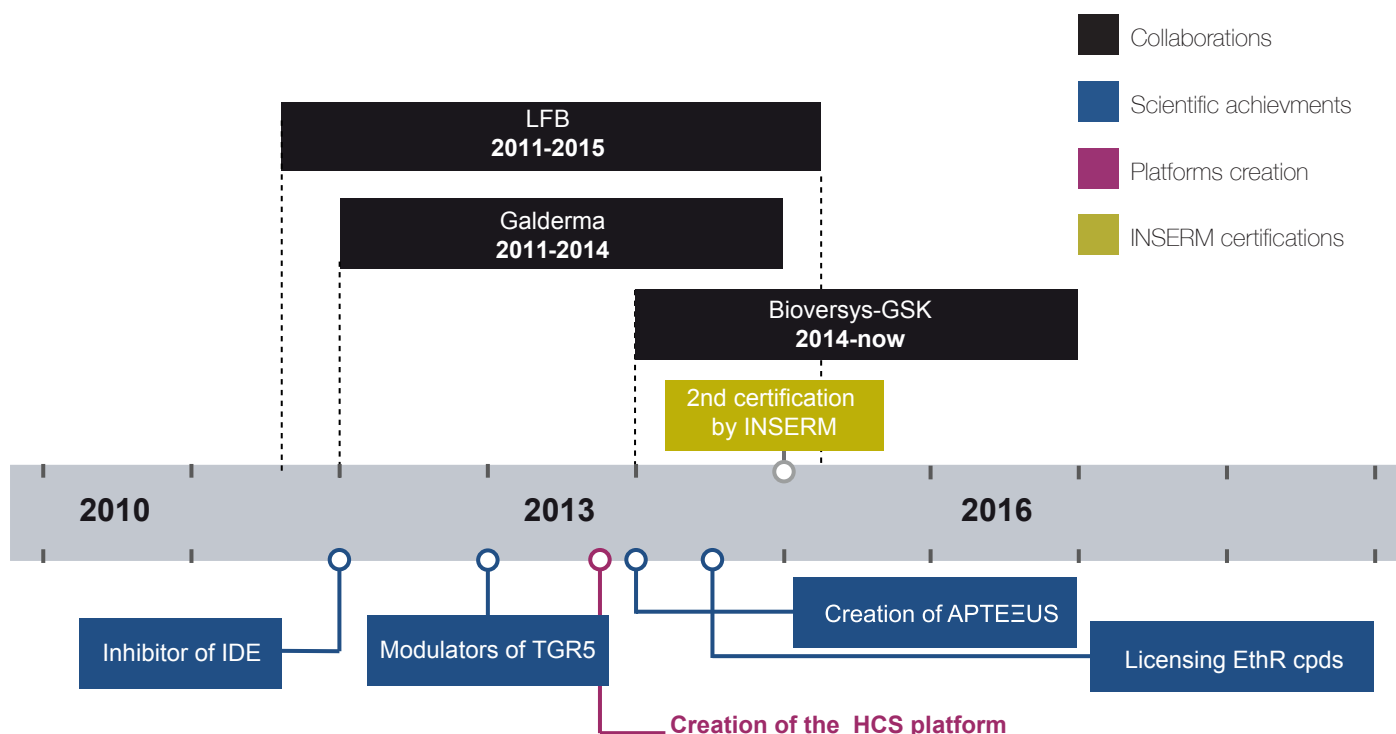 Collaborations
Scientific achievments
Platforms creation
INSERM certifications
LFB
2011-2015
Galderma
2011-2014
Bioversys-GSK
2014-now
2nd certification
by INSERM
2010
2013
2016
Inhibitor of IDE
Modulators of TGR5
Creation of APTEΞUS
Licensing EthR cpds
Creation of the HCS platform